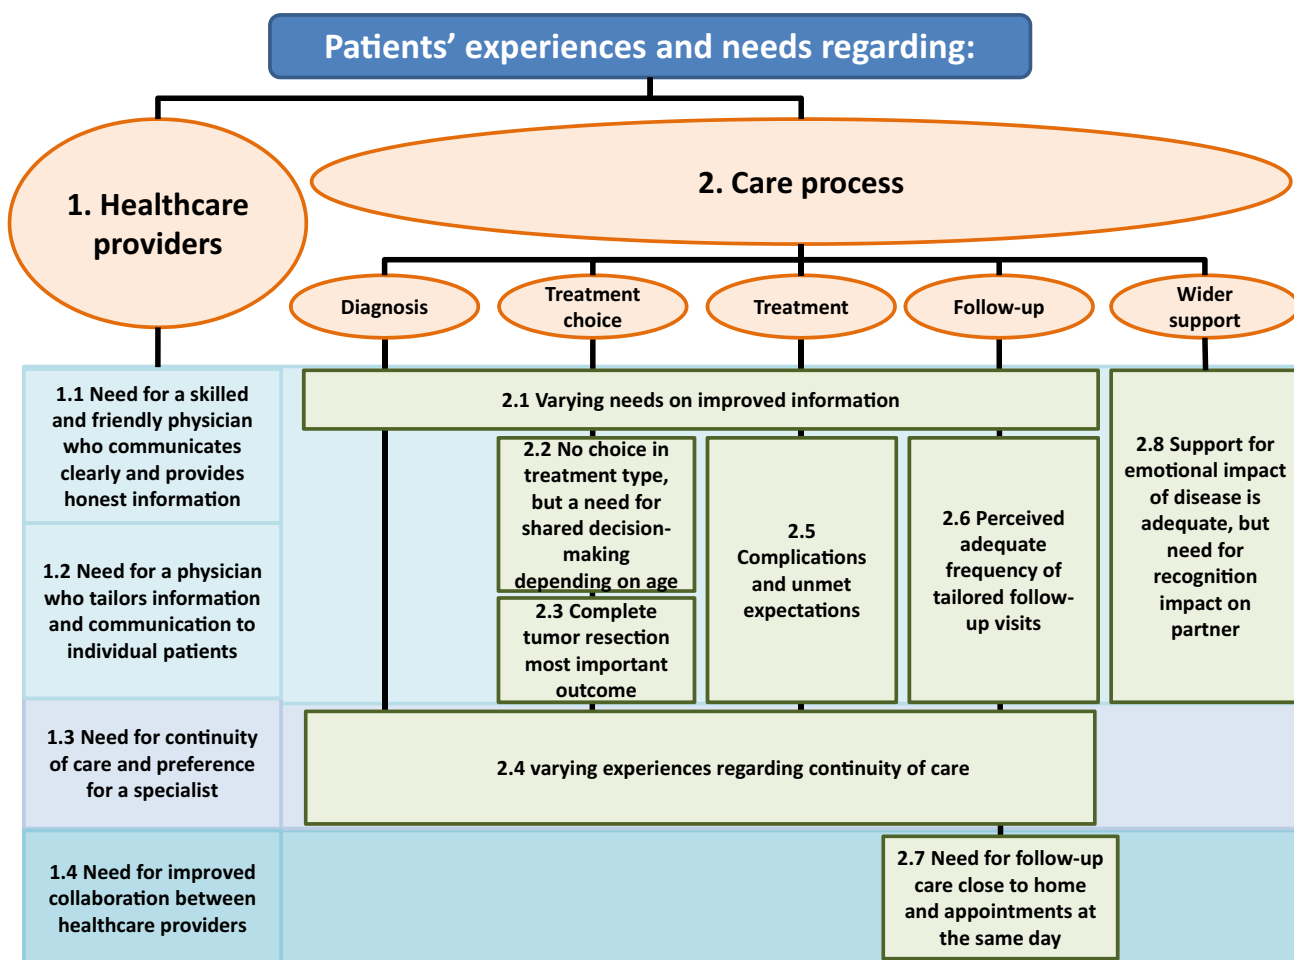 Patients’ experiences and needs regarding:
1. Healthcare
providers
2. Care process
Diagnosis
Treatment
choice
Treatment
Follow-up
Wider
support
1.1 Need for a skilled
and friendly physician
who communicates
clearly and provides
honest information
1.2 Need for a physician
who tailors information
and communication to
individual patients
1.3 Need for continuity
of care and preference
for a specialist
1.4 Need for improved
collaboration between
healthcare providers
2.1 Varying needs on improved information
2.2 No choice in
treatment type,
but a need for
shared decision-
making
depending on age
2.3 Complete
tumor resection
most important
outcome
2.5
Complications
and unmet
expectations
2.6 Perceived
adequate
frequency of
tailored follow-
up visits
2.8 Support for
emotional impact
of disease is
adequate, but
need for
recognition
impact on
partner
2.4 varying experiences regarding continuity of care
2.7 Need for follow-up
care close to home
and appointments at
the same day